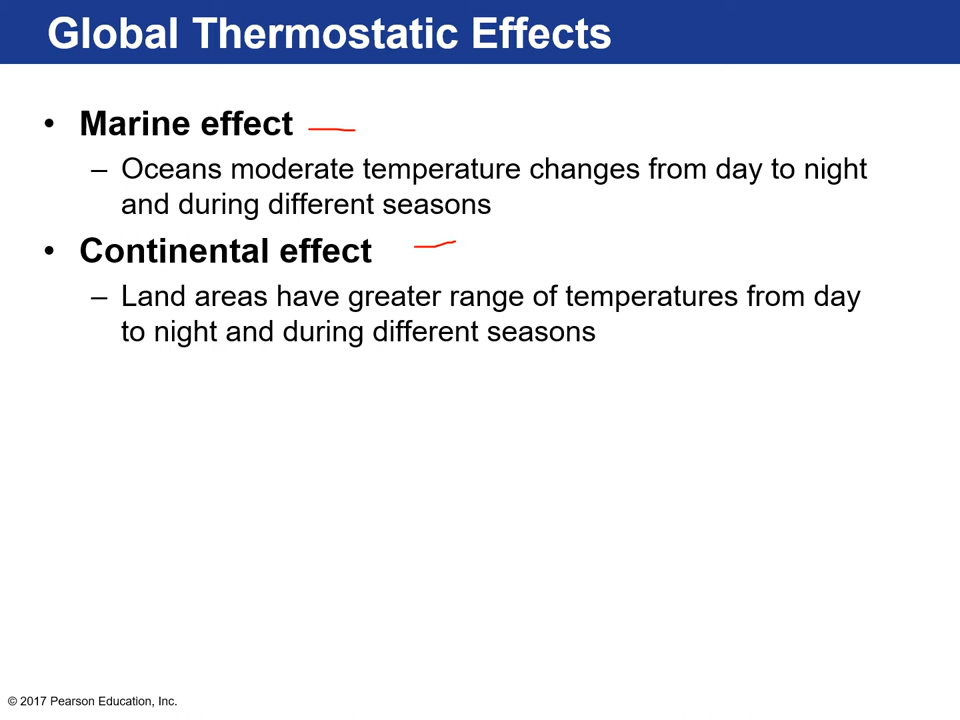 Global Thermostatic Effects
• Marine effect
– Oceans moderate temperature changes from day to night
and during different seasons
• Continental effect
– Land areas have greater range of temperatures from day
to night and during different seasons
© 2017 Pearson Education, Inc.